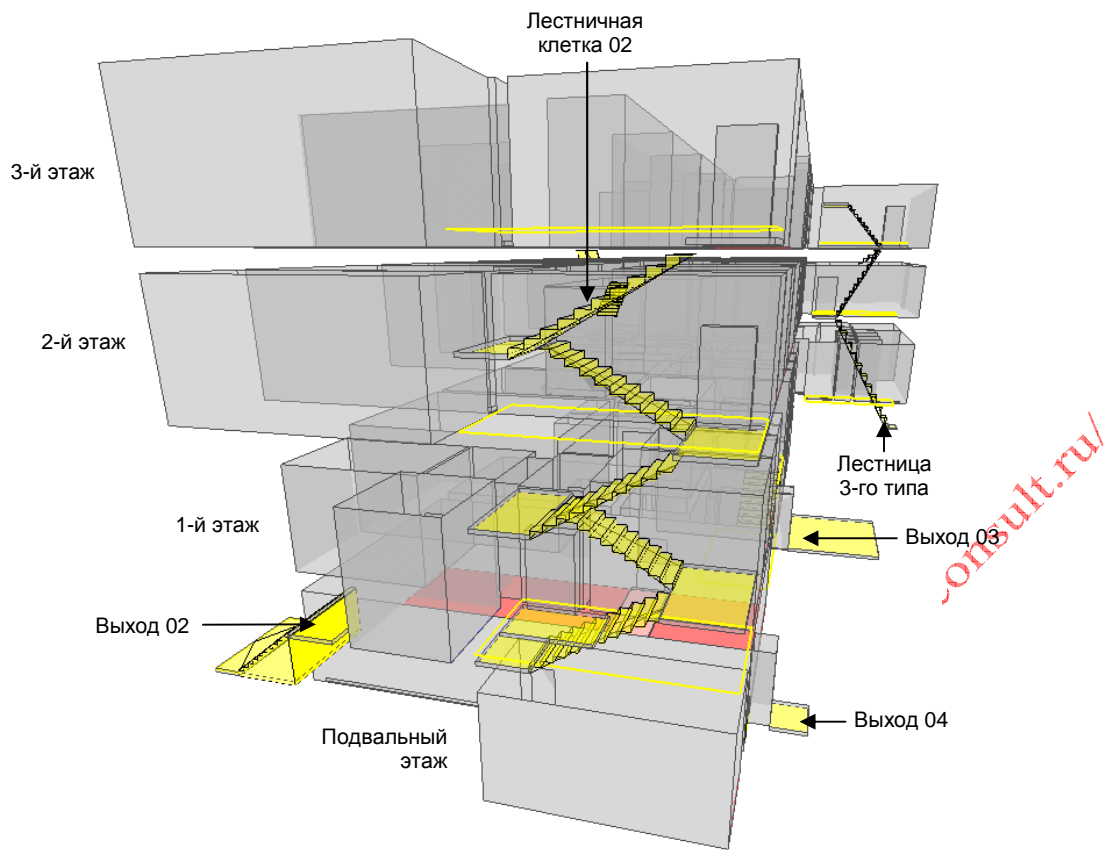 Лестничная
клетка 02
3-й этаж
2-й этаж
Лестница
3-го типа
1-й этаж
Выход 03
Выход 02
Выход 04
Подвальный
этаж
onsult.ru/